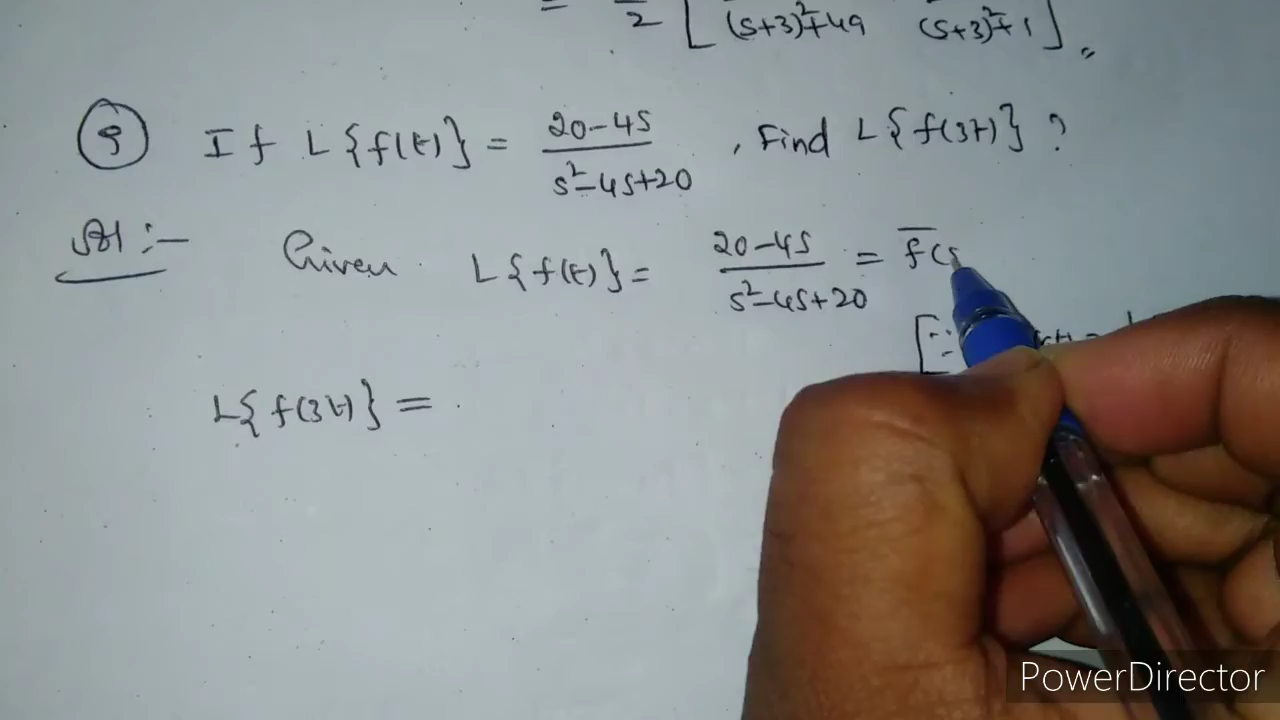 = 2 [ (s+3)²+49 (s+3)²+1 ] „
9 If L{f(t)} = 20-4s / s²-4s+20 , Find L{f(3t)} ?
Sol :- Given L{f(t)} = 20-4s / s²-4s+20 = f̅(s
[∵
L{f(3t)} =
PowerDirector